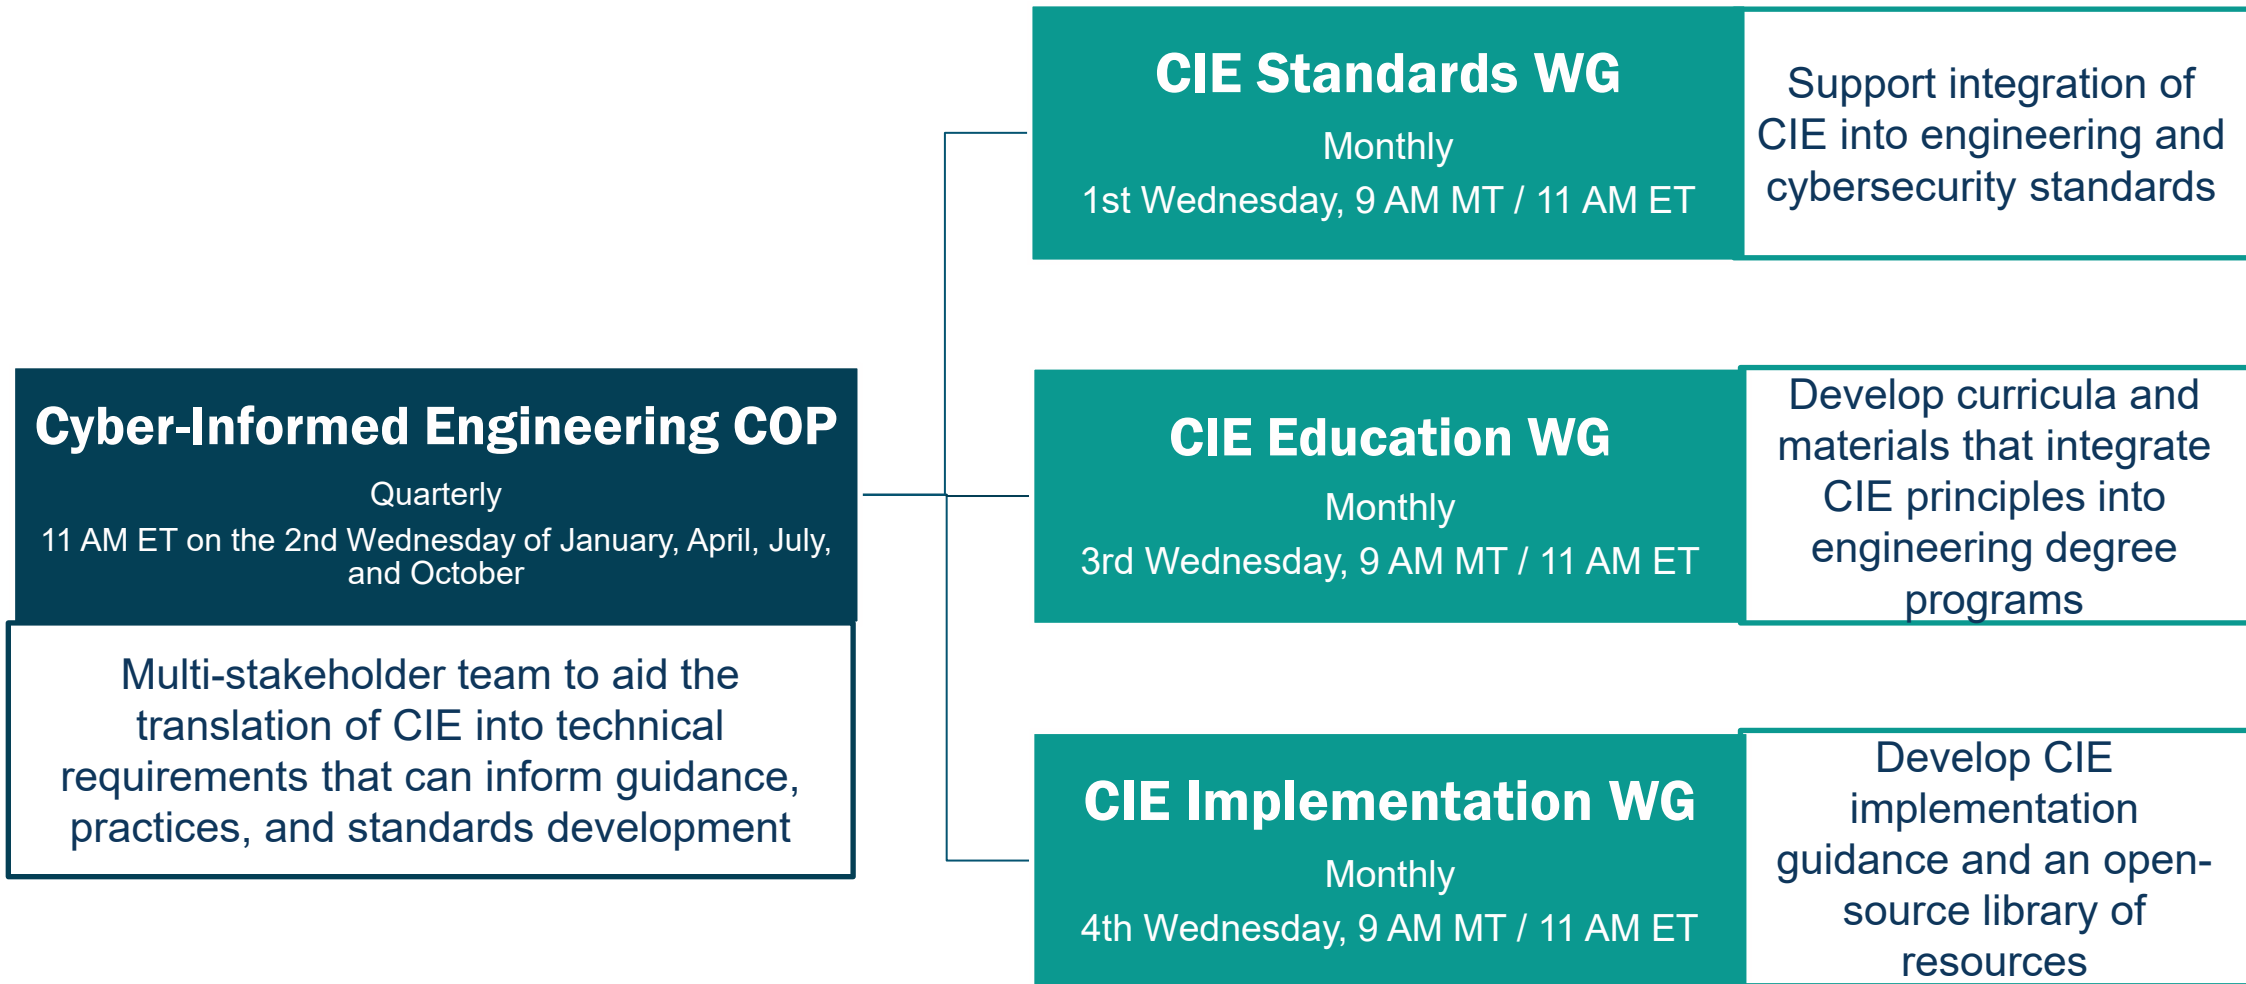 Cyber-Informed Engineering COP
Quarterly
11 AM ET on the 2nd Wednesday of January, April, July,
and October
Multi-stakeholder team to aid the
translation of CIE into technical
requirements that can inform guidance,
practices, and standards development
CIE Standards WG
Monthly
1st Wednesday, 9 AM MT / 11 AM ET
Support integration of
CIE into engineering and
cybersecurity standards
CIE Education WG
Monthly
3rd Wednesday, 9 AM MT / 11 AM ET
Develop curricula and
materials that integrate
CIE principles into
engineering degree
programs
CIE Implementation WG
Monthly
4th Wednesday, 9 AM MT / 11 AM ET
Develop CIE
implementation
guidance and an open-
source library of
resources